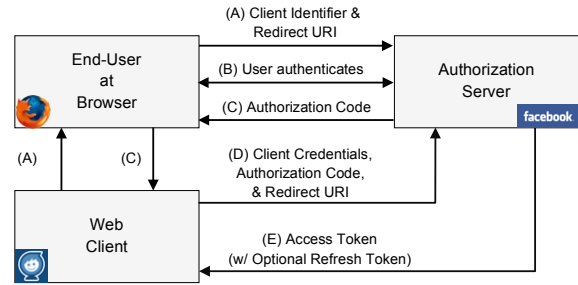 (A) Client Identifier &
Redirect URI
End-User
at
Browser
(B) User authenticates
Authorization
Server
(C) Authorization Code
facebook
(A)
(C)
(D) Client Credentials,
Authorization Code,
& Redirect URI
Web
Client
(E) Access Token
(w/ Optional Refresh Token)